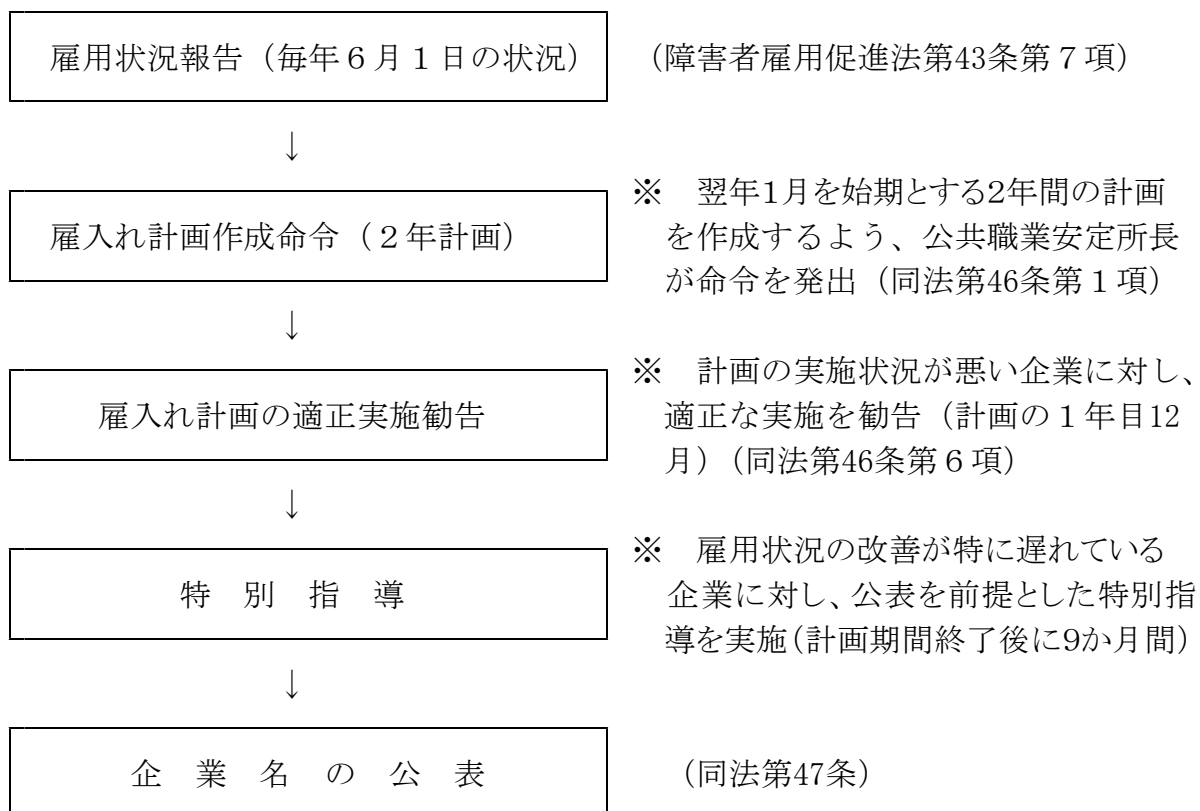 雇用状況報告（毎年６月１日の状況）
（障害者雇用促進法第43条第７項）
↓
雇入れ計画作成命令（２年計画）
※　翌年1月を始期とする2年間の計画
を作成するよう、公共職業安定所長
が命令を発出（同法第46条第１項）
↓
雇入れ計画の適正実施勧告
※　計画の実施状況が悪い企業に対し、
適正な実施を勧告（計画の１年目12
月）（同法第46条第６項）
↓
特　別　指　導
※　雇用状況の改善が特に遅れている
企業に対し、公表を前提とした特別指
導を実施（計画期間終了後に9か月間）
↓
企　業　名　の　公　表
（同法第47条）